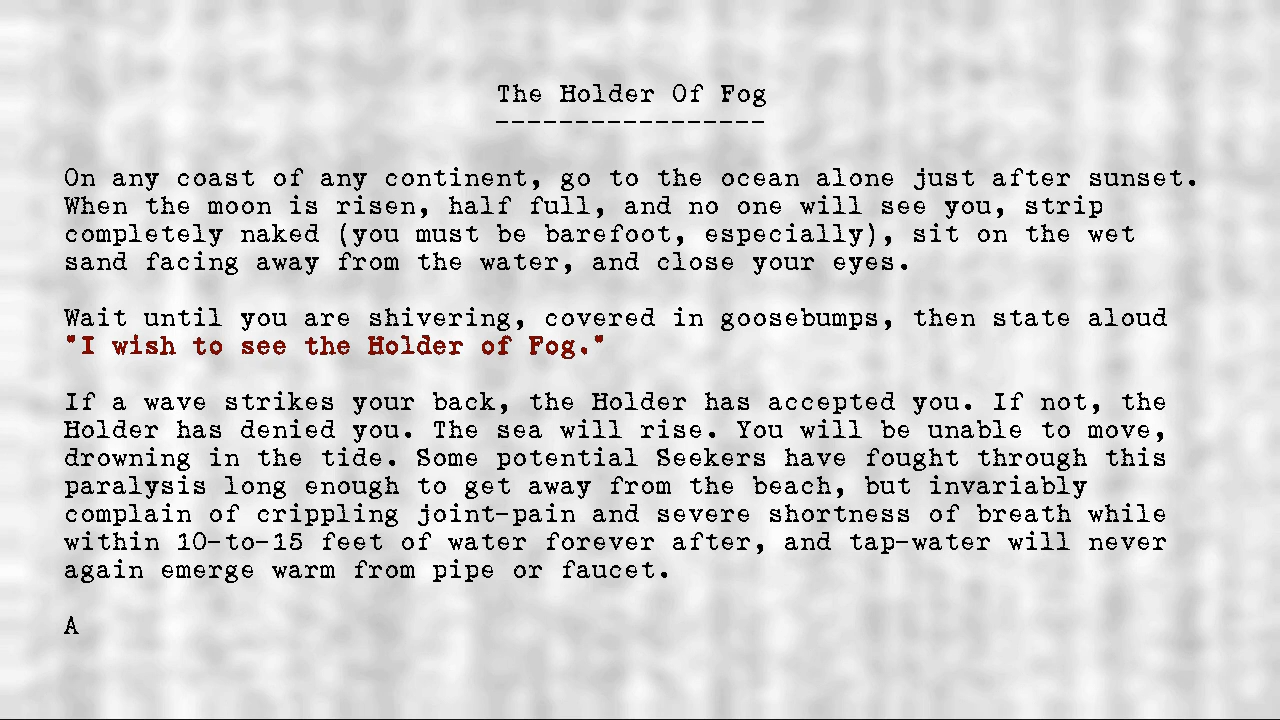 The Holder Of Fog
-----------------
On any coast of any continent, go to the ocean alone just after sunset.
When the moon is risen, half full, and no one will see you, strip
completely naked (you must be barefoot, especially), sit on the wet
sand facing away from the water, and close your eyes.
Wait until you are shivering, covered in goosebumps, then state aloud
"I wish to see the Holder of Fog."
If a wave strikes your back, the Holder has accepted you. If not, the
Holder has denied you. The sea will rise. You will be unable to move,
drowning in the tide. Some potential Seekers have fought through this
paralysis long enough to get away from the beach, but invariably
complain of crippling joint-pain and severe shortness of breath while
within 10-to-15 feet of water forever after, and tap-water will never
again emerge warm from pipe or faucet.
A